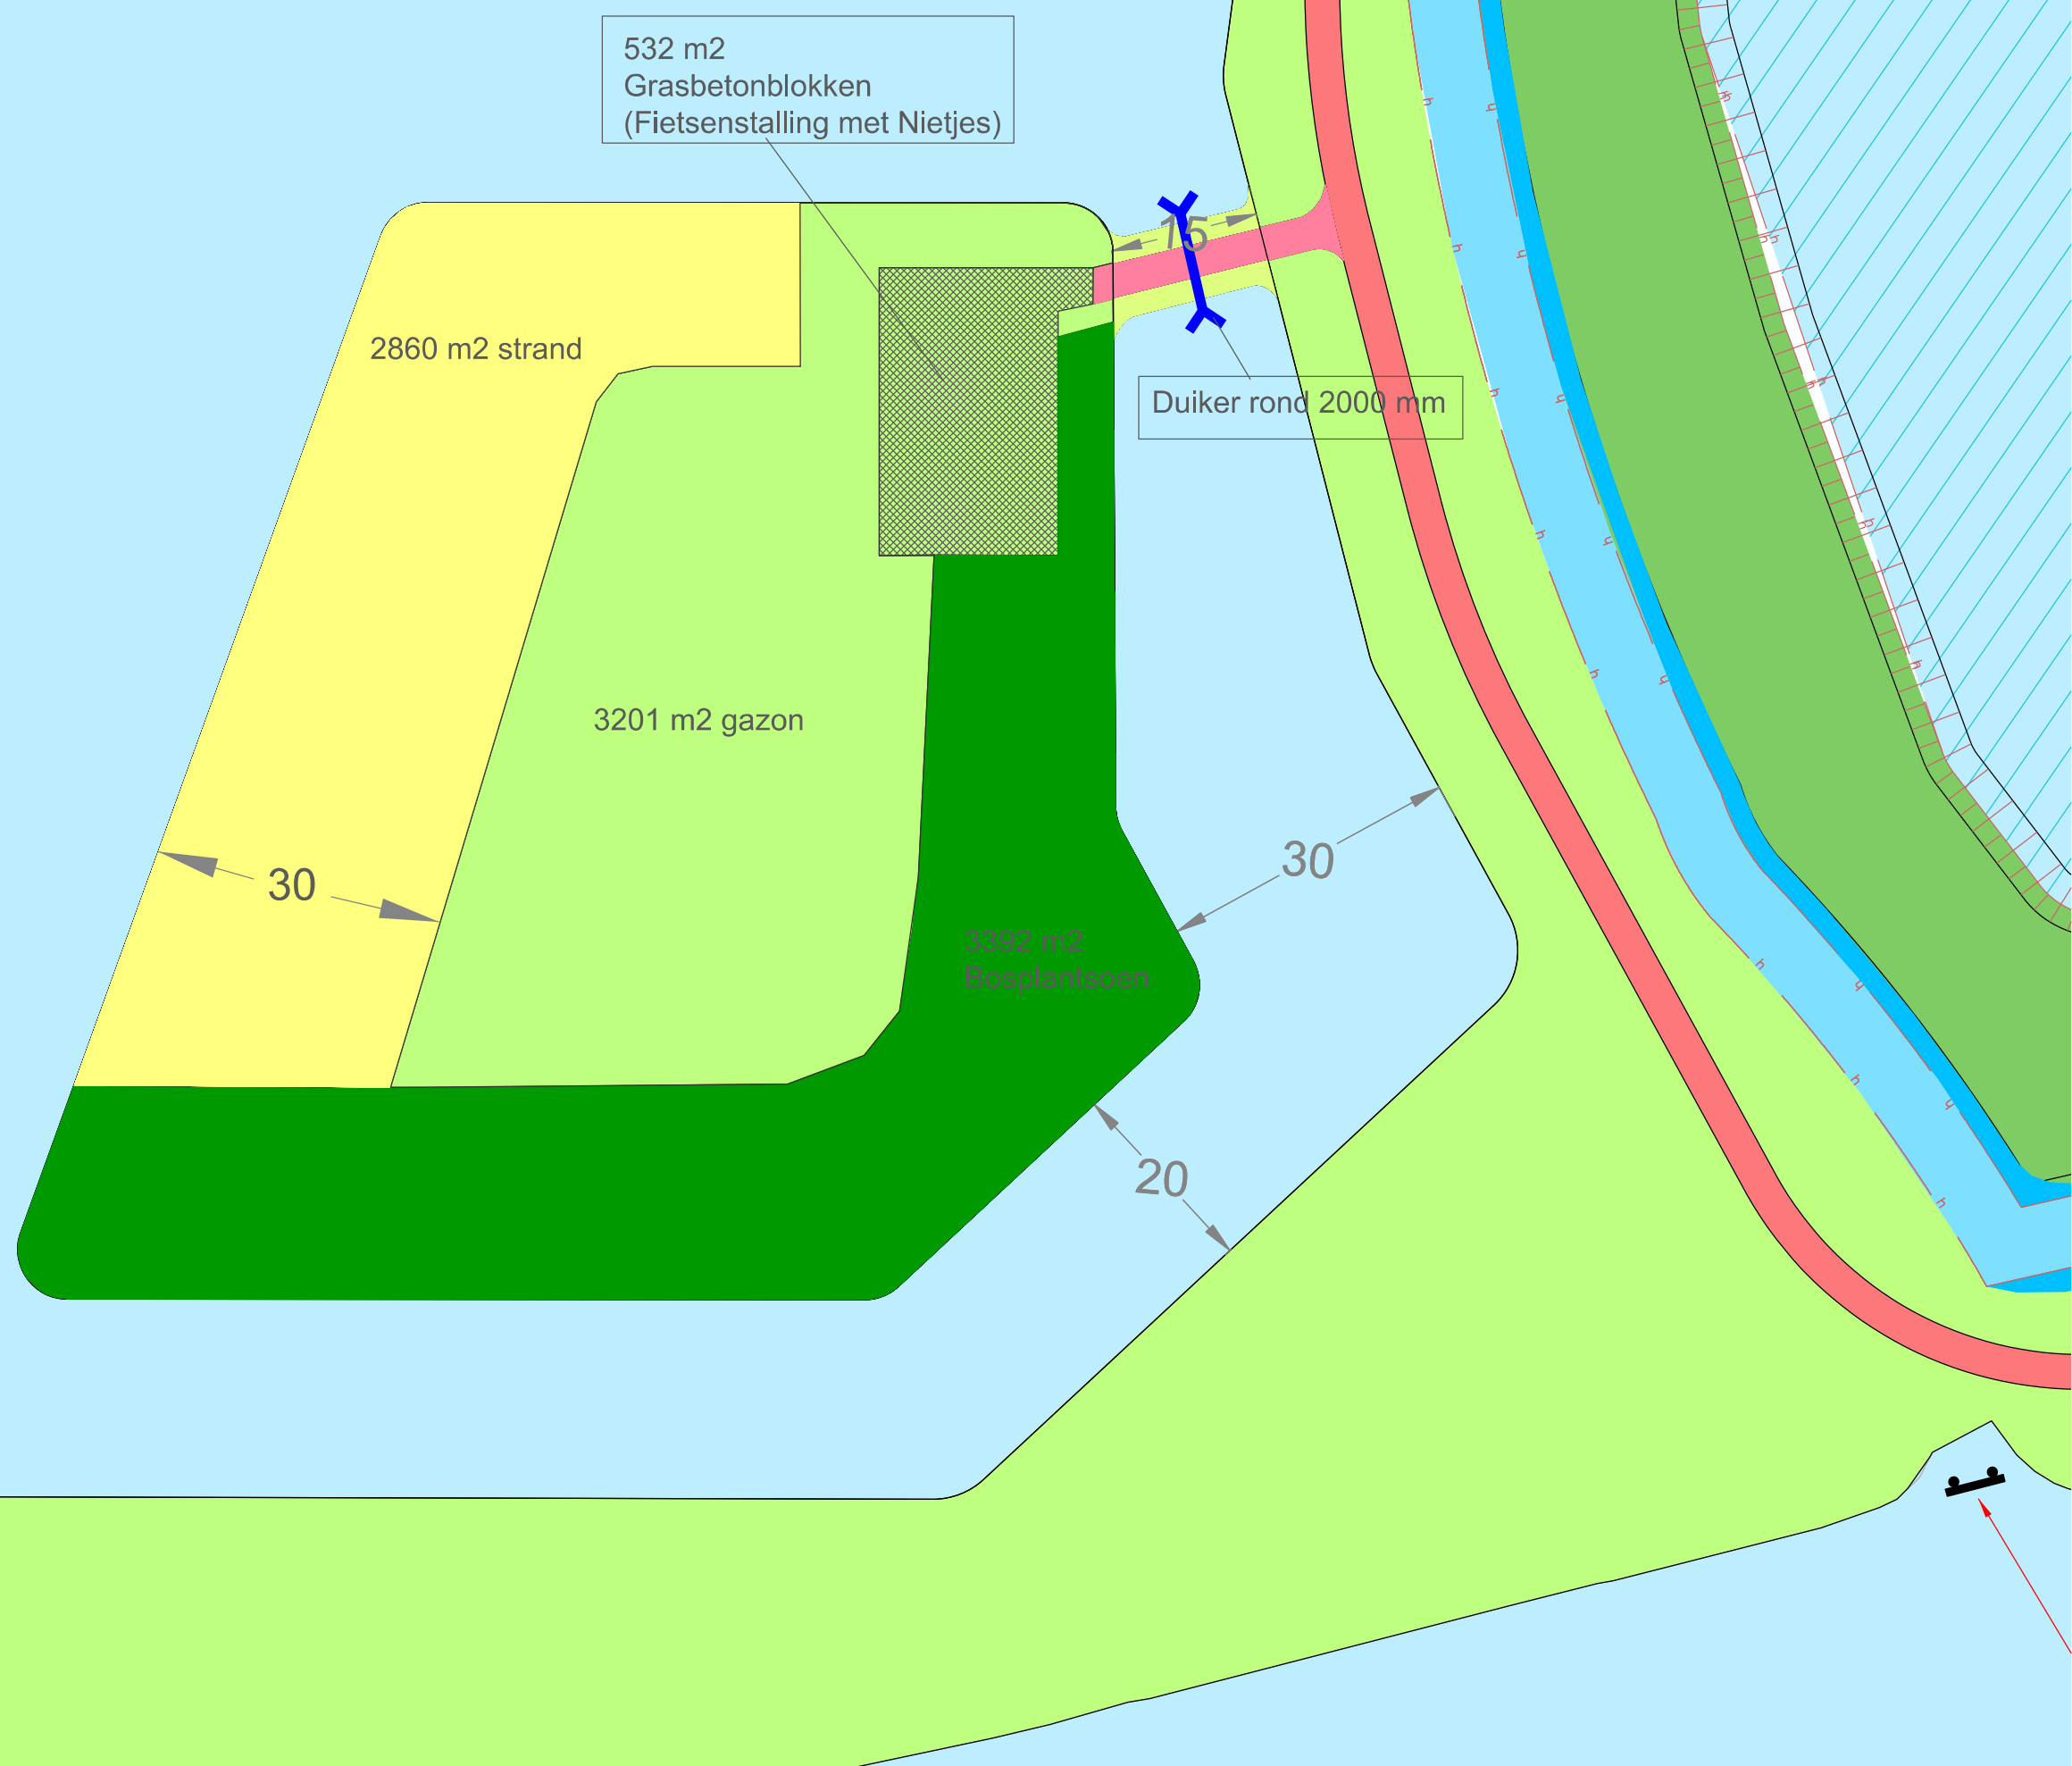 532 m2
Grasbetonblokken
(Fietsenstalling met Nietjes)
15
2860 m2 strand
Duiker rond 2000 mm
3201 m2 gazon
30
30
3392 m2
Bosplantsoen
20